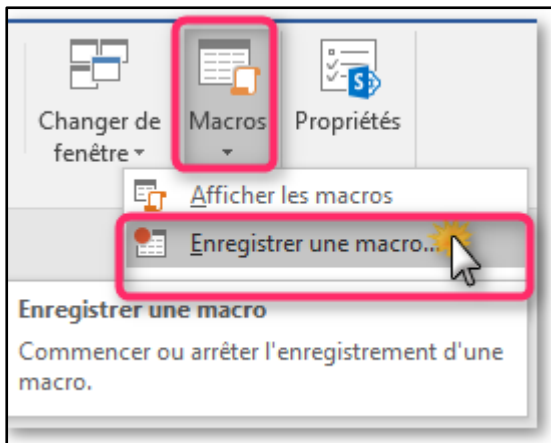 Changer de
fenêtre
Macros
Propriétés
Afficher les macros
Enregistrer une macro...
Enregistrer une macro
Commencer ou arrêter l'enregistrement d'une
macro.